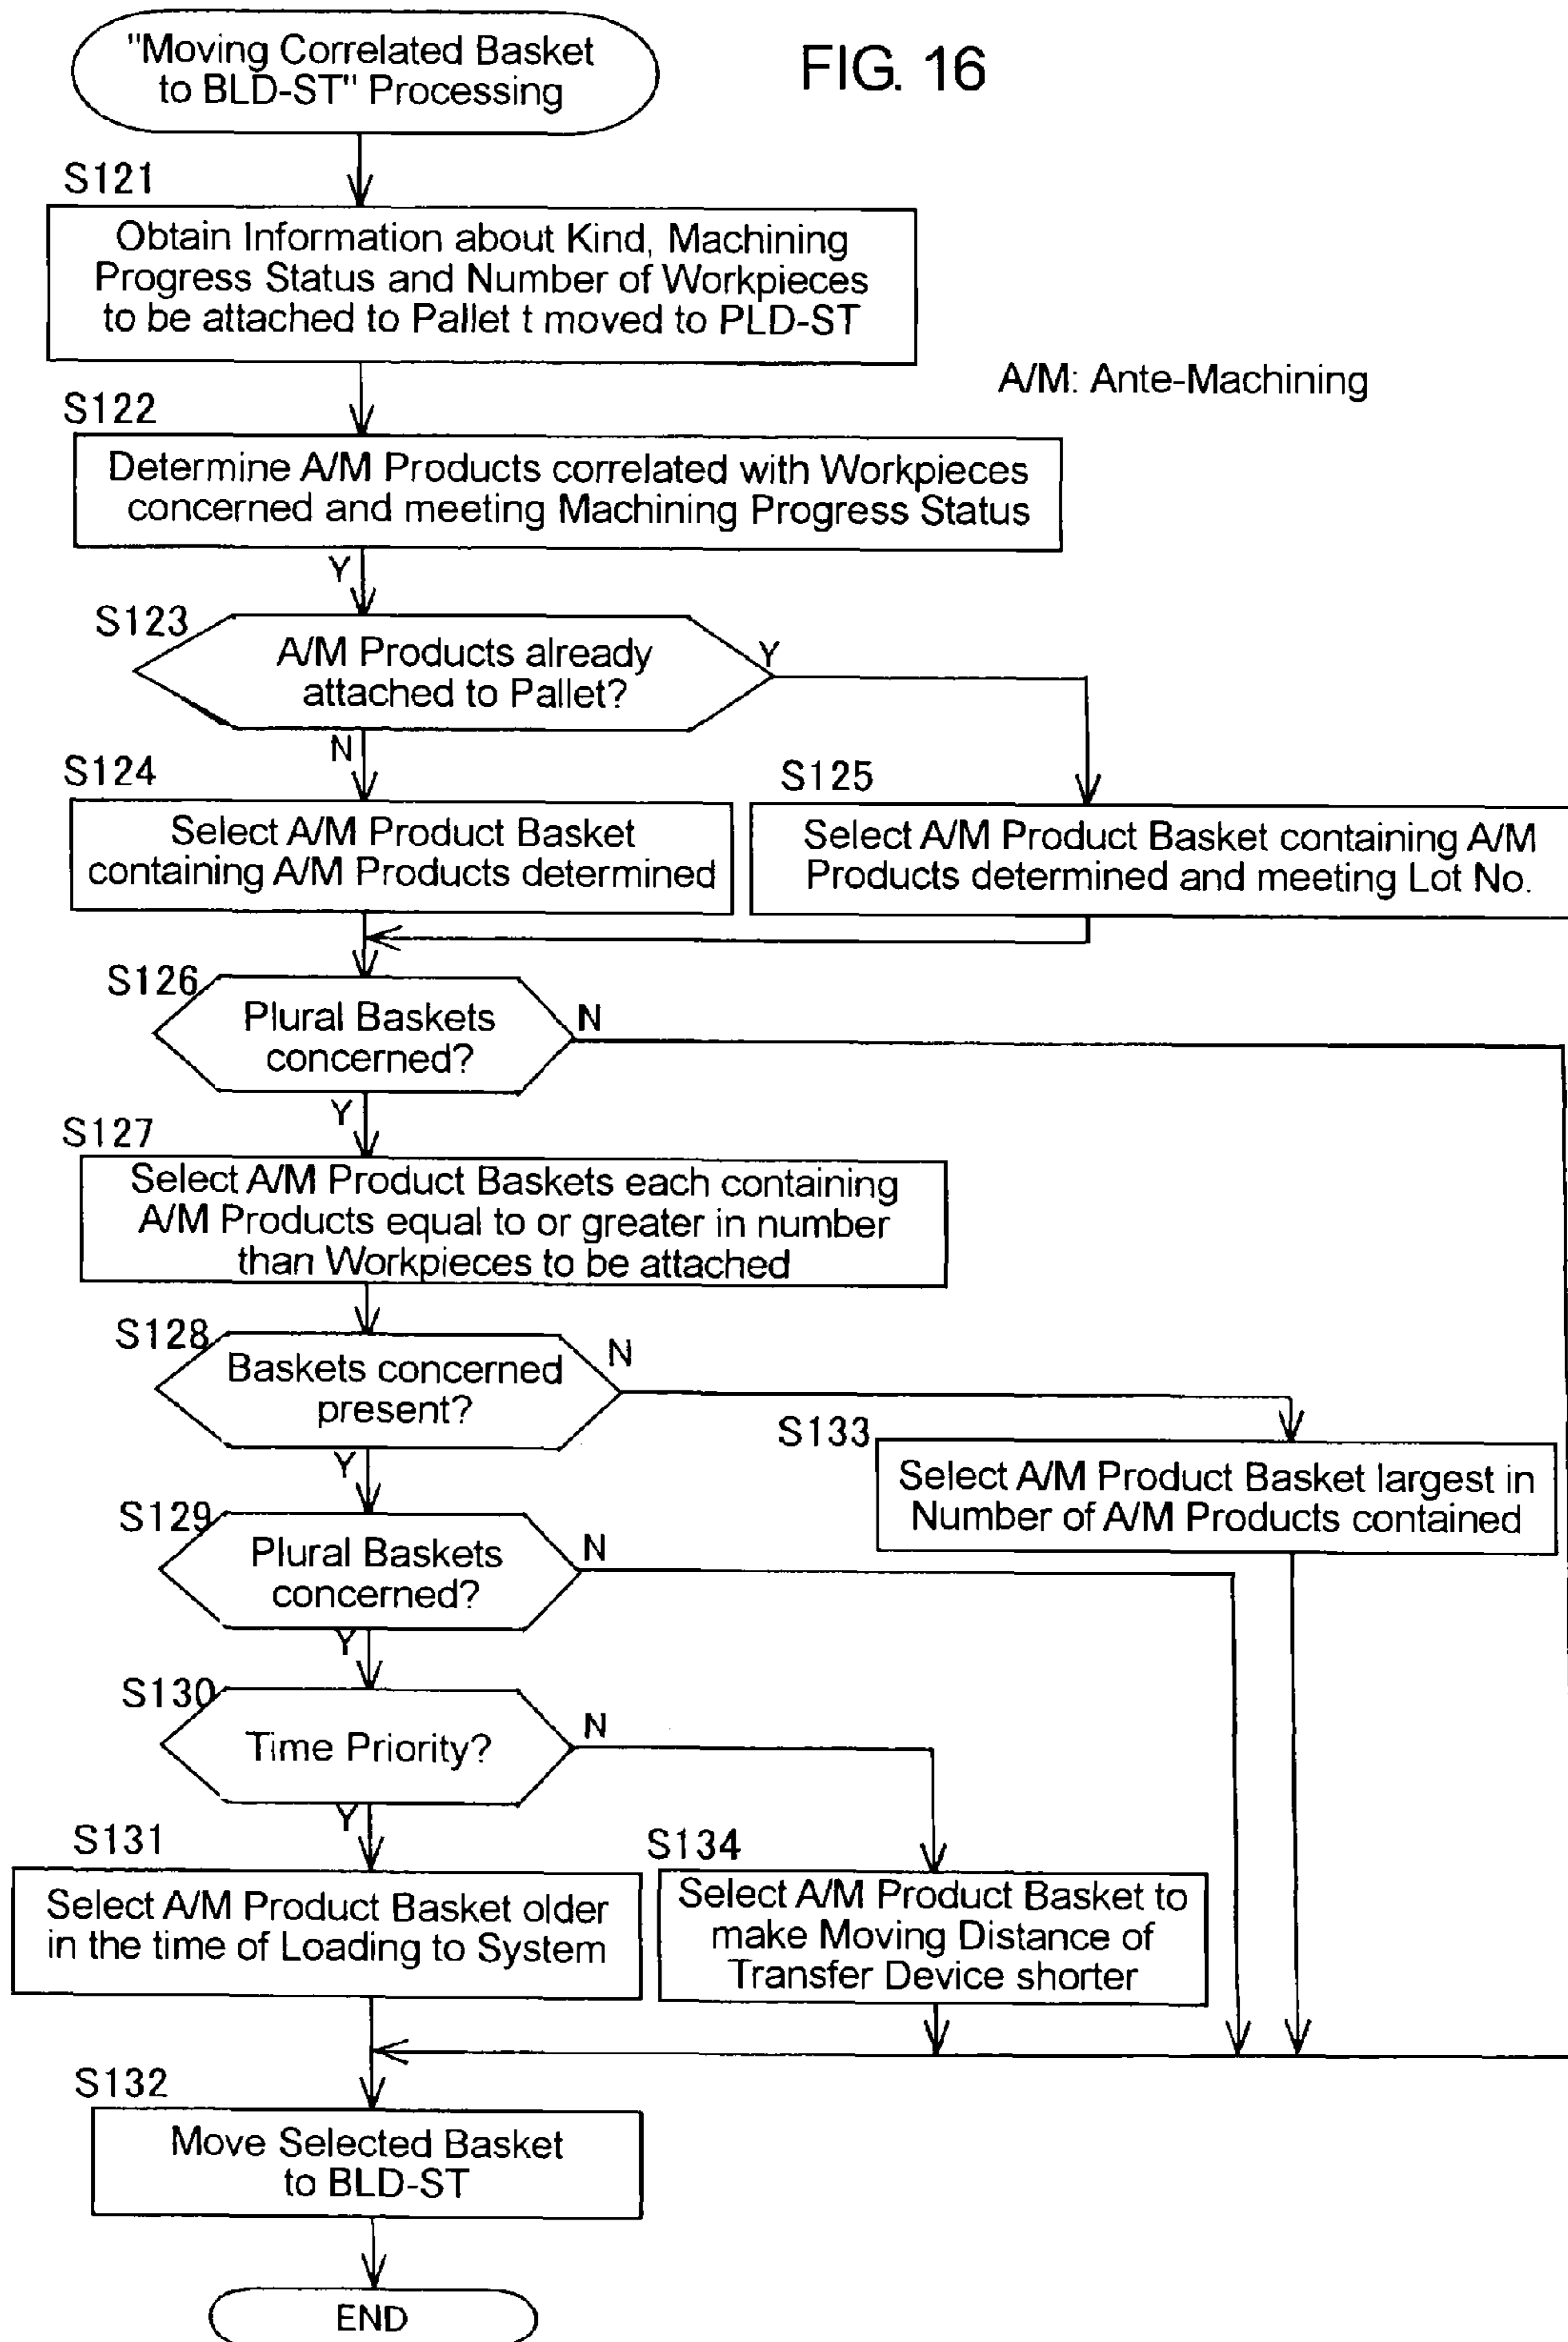 "Moving Correlated Basket
to BLD-ST" Processing
FIG. 16
S121
Obtain Information about Kind, Machining
Progress Status and Number of Workpieces
to be attached to Pallet t moved to PLD-ST
A/M: Ante-Machining
S122
Determine A/M Products correlated with Workpieces
concerned and meeting Machining Progress Status
Y
S123
A/M Products already
attached to Pallet?
Y
N
S124
Select A/M Product Basket
containing A/M Products determined
S125
Select A/M Product Basket containing A/M
Products determined and meeting Lot No.
S126
Plural Baskets
concerned?
N
Y
S127
Select A/M Product Baskets each containing
A/M Products equal to or greater in number
than Workpieces to be attached
S128
Baskets concerned
present?
N
Y
S133
Select A/M Product Basket largest in
Number of A/M Products contained
S129
Plural Baskets
concerned?
N
Y
S130
Time Priority?
N
Y
S131
Select A/M Product Basket older
in the time of Loading to System
S134
Select A/M Product Basket to
make Moving Distance of
Transfer Device shorter
S132
Move Selected Basket
to BLD-ST
END